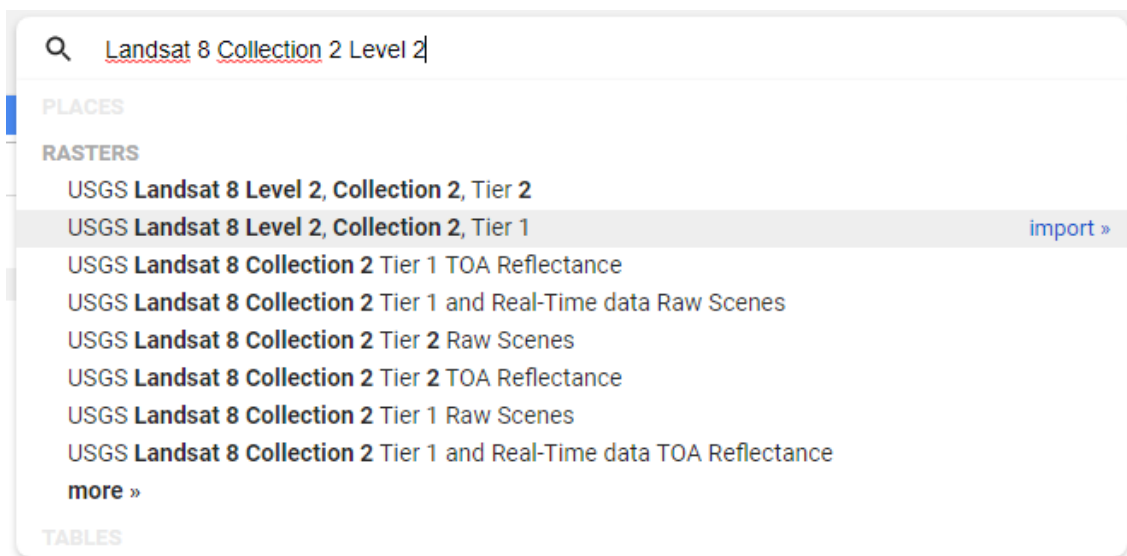 Landsat 8 Collection 2 Level 2
PLACES
RASTERS
USGS Landsat 8 Level 2, Collection 2, Tier 2
USGS Landsat 8 Level 2, Collection 2, Tier 1 import »
USGS Landsat 8 Collection 2 Tier 1 TOA Reflectance
USGS Landsat 8 Collection 2 Tier 1 and Real-Time data Raw Scenes
USGS Landsat 8 Collection 2 Tier 2 Raw Scenes
USGS Landsat 8 Collection 2 Tier 2 TOA Reflectance
USGS Landsat 8 Collection 2 Tier 1 Raw Scenes
USGS Landsat 8 Collection 2 Tier 1 and Real-Time data TOA Reflectance
more »
TABLES